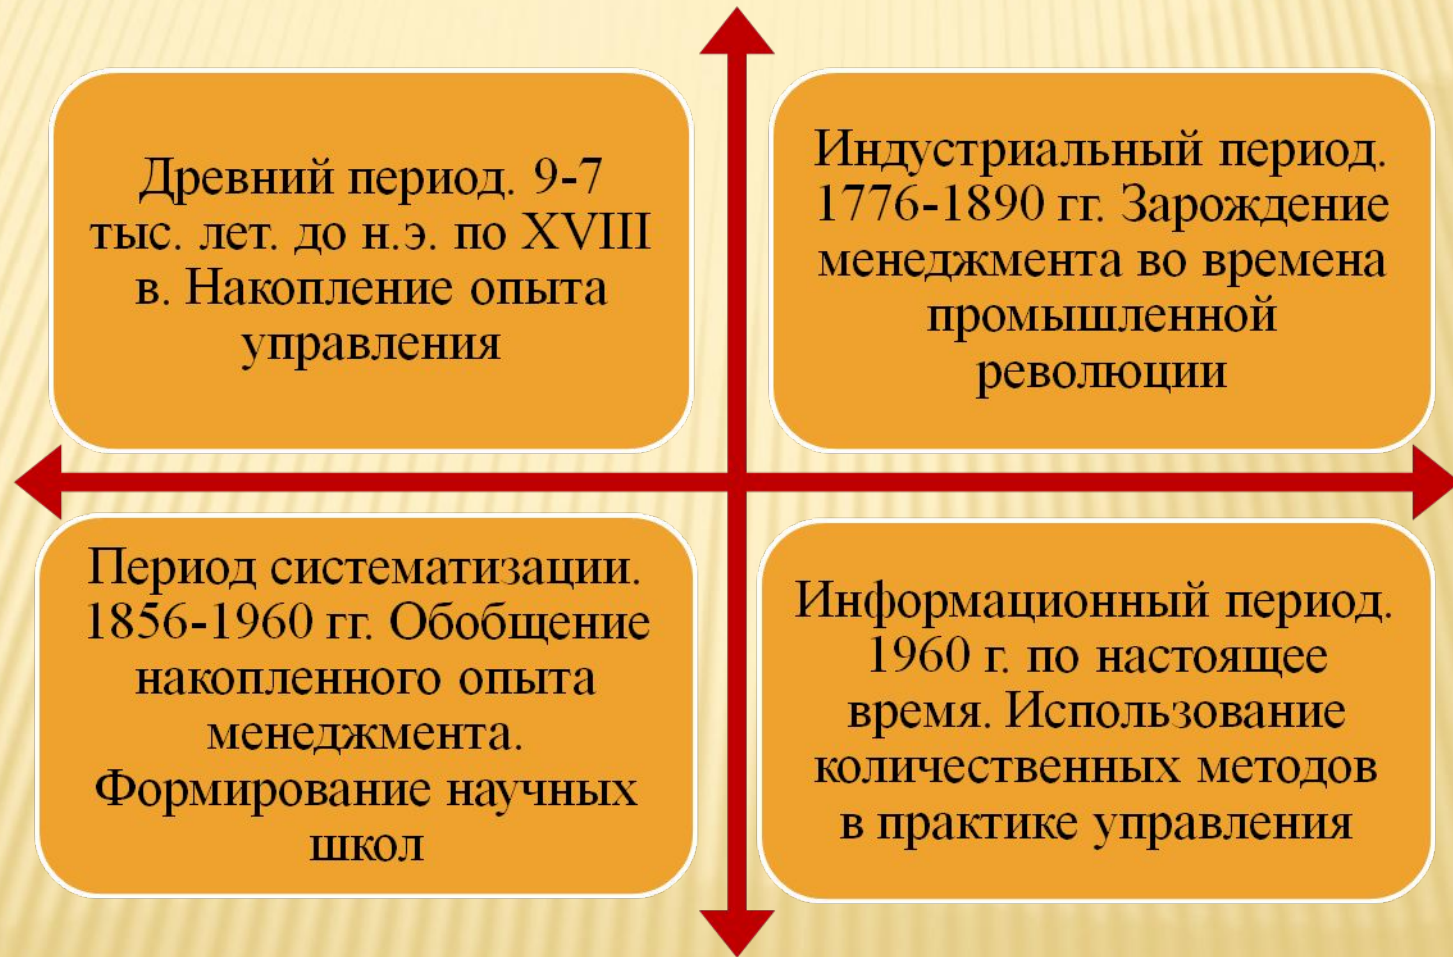 Древний период. 9-7
тыс. лет. до н.э. по XVIII
в. Накопление опыта
управления
Индустриальный период.
1776-1890 гг. Зарождение
менеджмента во времена
промышленной
революции
Период систематизации.
1856-1960 гг. Обобщение
накопленного опыта
менеджмента.
Формирование научных
школ
Информационный период.
1960 г. по настоящее
время. Использование
количественных методов
в практике управления